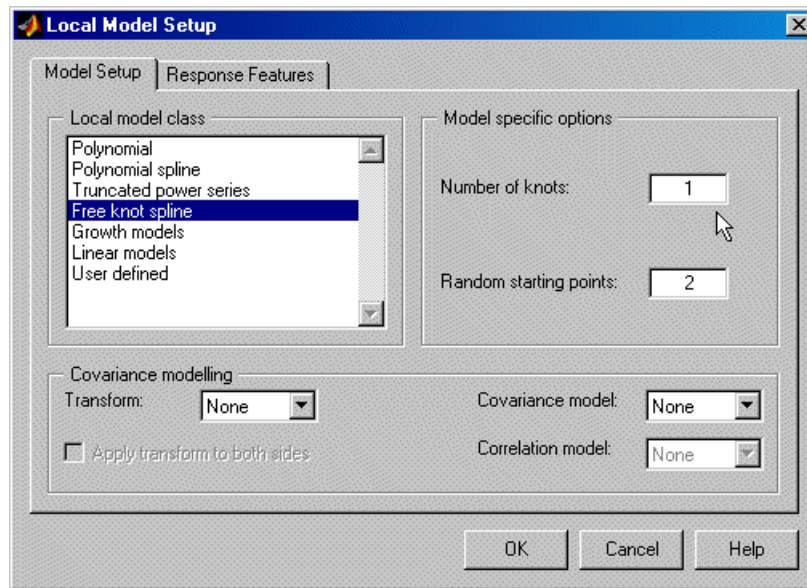 Local Model Setup
Model Setup
Response Features
Local model class
Polynomial
Polynomial spline
Truncated power series
Free knot spline
Growth models
Linear models
User defined
Model specific options
Number of knots: 1
Random starting points: 2
Covariance modelling
Transform: None
Apply transform to both sides
Covariance model: None
Correlation model: None
OK
Cancel
Help